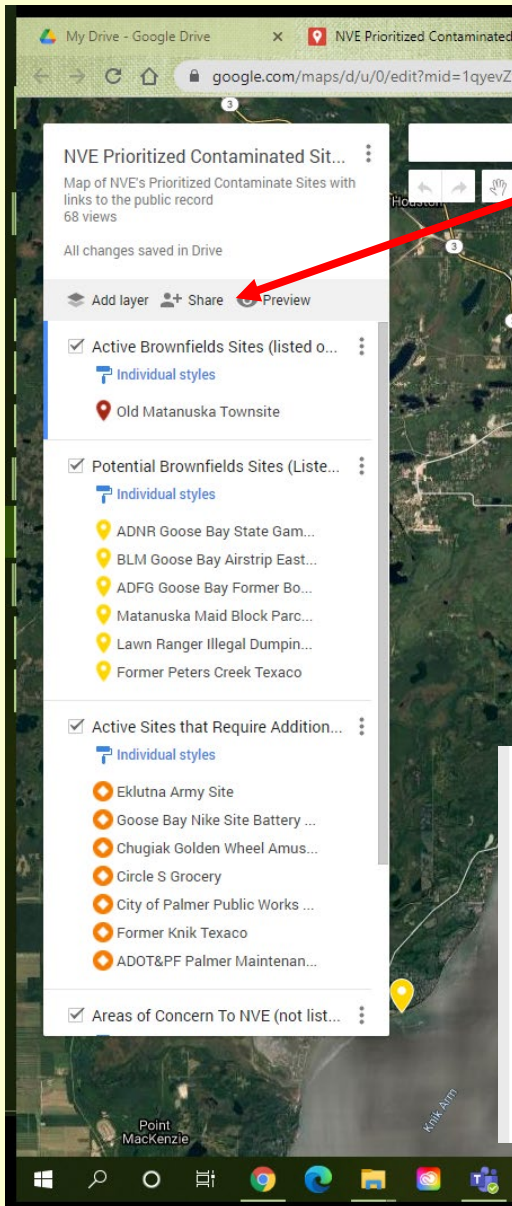 My Drive - Google Drive
NVE Prioritized Contaminated
google.com/maps/d/u/0/edit?mid=1qyevZ
3
NVE Prioritized Contaminated Sit...
Map of NVE's Prioritized Contaminate Sites with
links to the public record
68 views
All changes saved in Drive
Houston
3
Add layer Share Preview
Active Brownfields Sites (listed o...
Individual styles
Old Matanuska Townsite
Potential Brownfields Sites (Liste...
Individual styles
ADNR Goose Bay State Gam...
BLM Goose Bay Airstrip East...
ADFG Goose Bay Former Bo...
Matanuska Maid Block Parc...
Lawn Ranger Illegal Dumpin...
Former Peters Creek Texaco
Active Sites that Require Addition...
Individual styles
Eklutna Army Site
Goose Bay Nike Site Battery ...
Chugiak Golden Wheel Amus...
Circle S Grocery
City of Palmer Public Works ...
Former Knik Texaco
ADOT&PF Palmer Maintenan...
Areas of Concern To NVE (not list...
Knik Arm
Point
MacKenzie